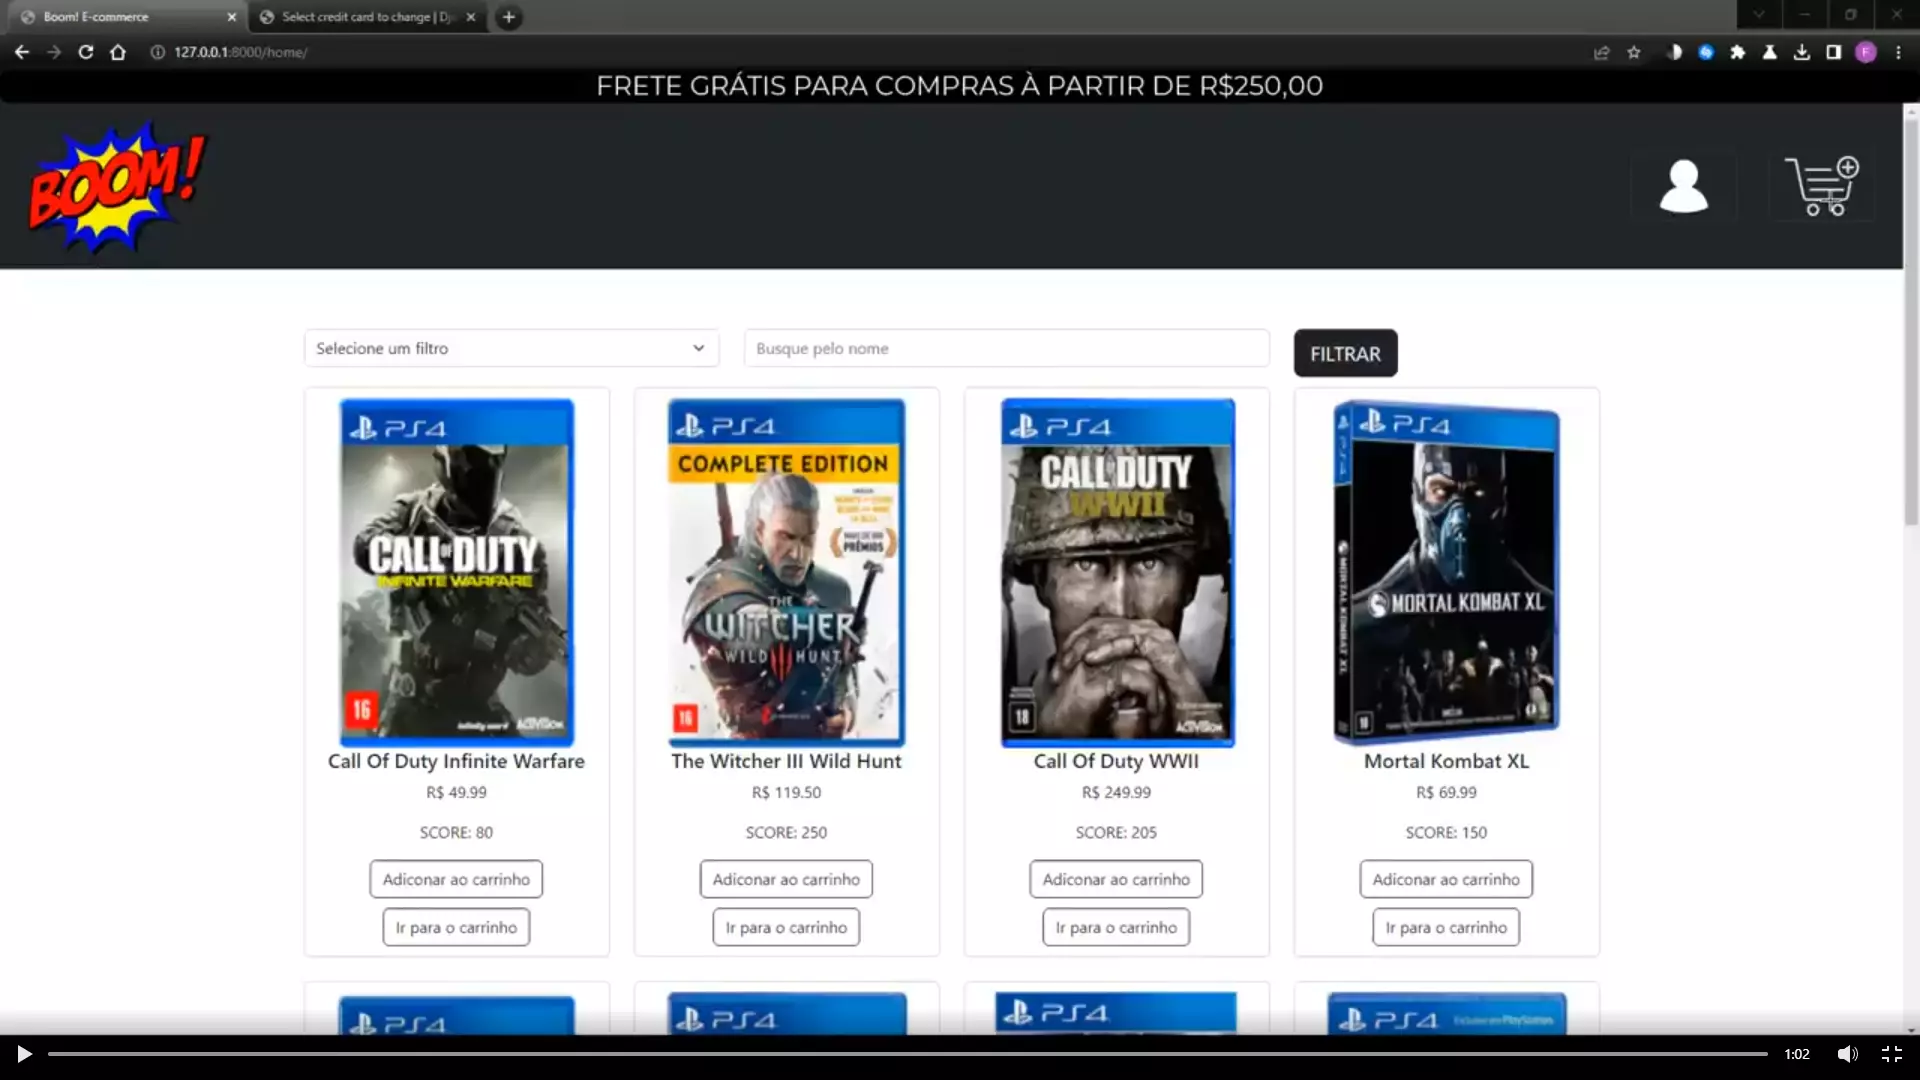 Boom! E-commerce
Select credit card to change | Dj
127.0.0.1:8000/home/
FRETE GRÁTIS PARA COMPRAS À PARTIR DE R$250,00
BOOM!
Selecione um filtro
Busque pelo nome
FILTRAR
PS4
CALL OF DUTY
INFINITE WARFARE
16
ACTIVISION
PS4
COMPLETE EDITION
PRÊMIOS
THE
WITCHER
WILD HUNT
16
PS4
CALL OF DUTY
WWII
18
ACTIVISION
PS4
PS4
MORTAL KOMBAT XL
MORTAL KOMBAT XL
18
Call Of Duty Infinite Warfare
The Witcher III Wild Hunt
Call Of Duty WWII
Mortal Kombat XL
R$ 49.99
R$ 119.50
R$ 249.99
R$ 69.99
SCORE: 80
SCORE: 250
SCORE: 205
SCORE: 150
Adiconar ao carrinho
Adiconar ao carrinho
Adiconar ao carrinho
Adiconar ao carrinho
Ir para o carrinho
Ir para o carrinho
Ir para o carrinho
Ir para o carrinho
PS4
PS4
PS4
PS4
1:02